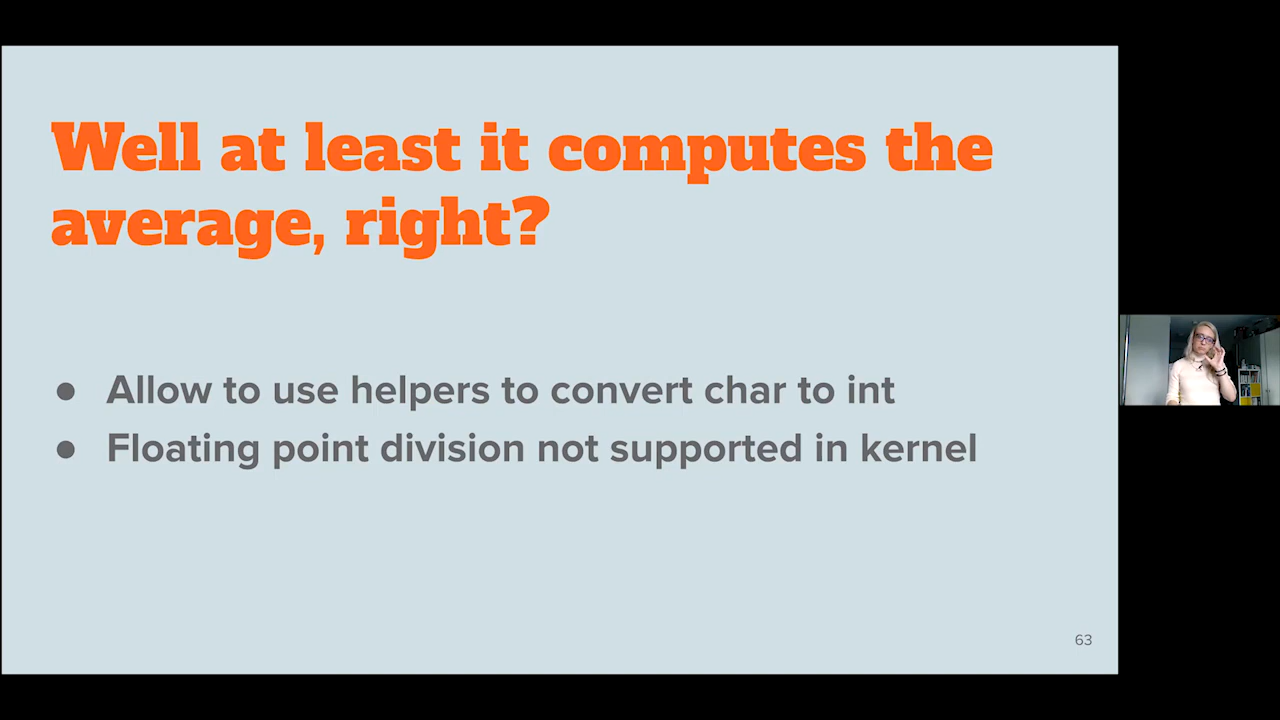 Well at least it computes the
average, right?
● Allow to use helpers to convert char to int
● Floating point division not supported in kernel
63